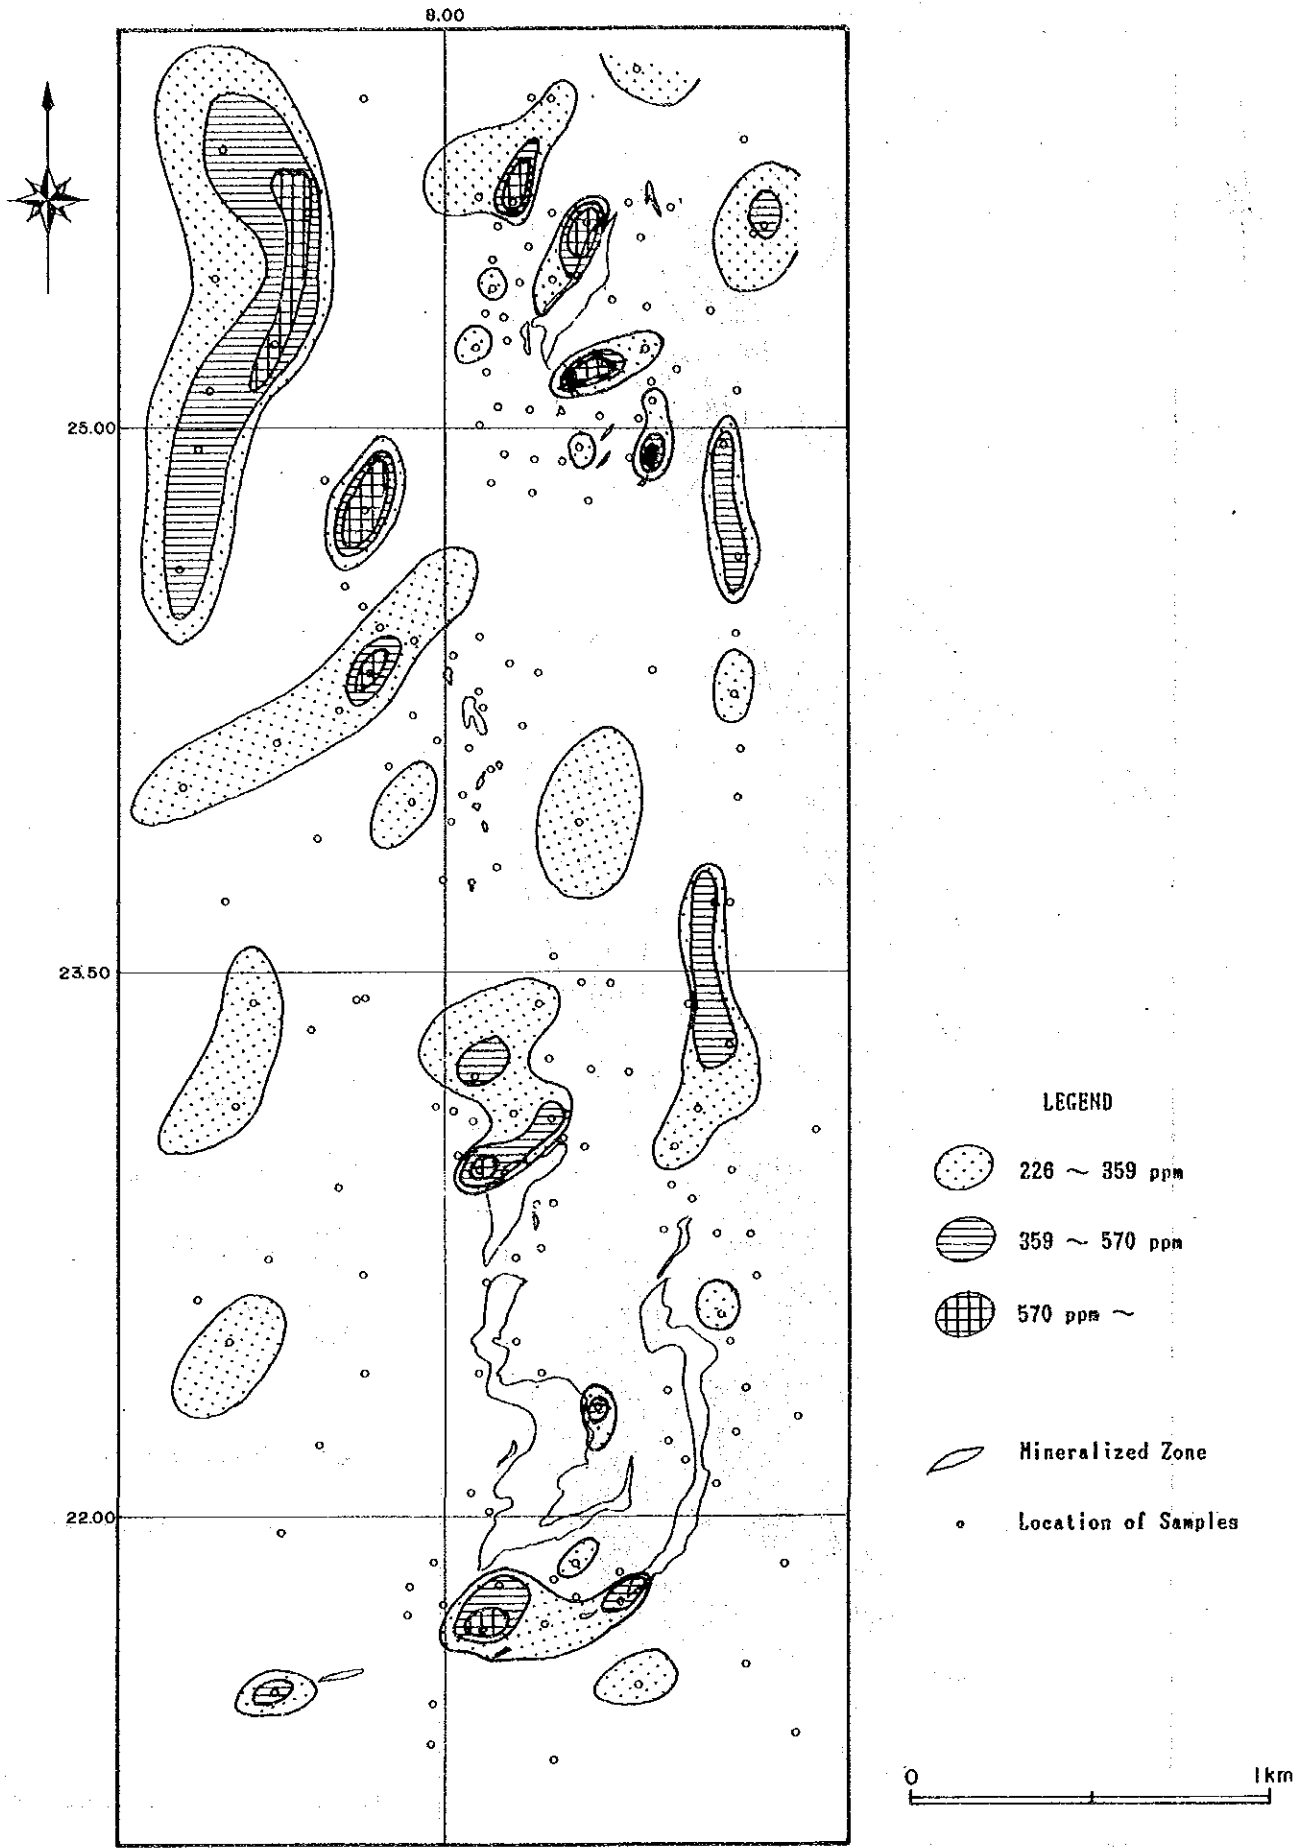 8.00
25.00
23.50
22.00
LEGEND
226 ~ 359 ppm
359 ~ 570 ppm
570 ppm ~
Mineralized Zone
Location of Samples
0 1km